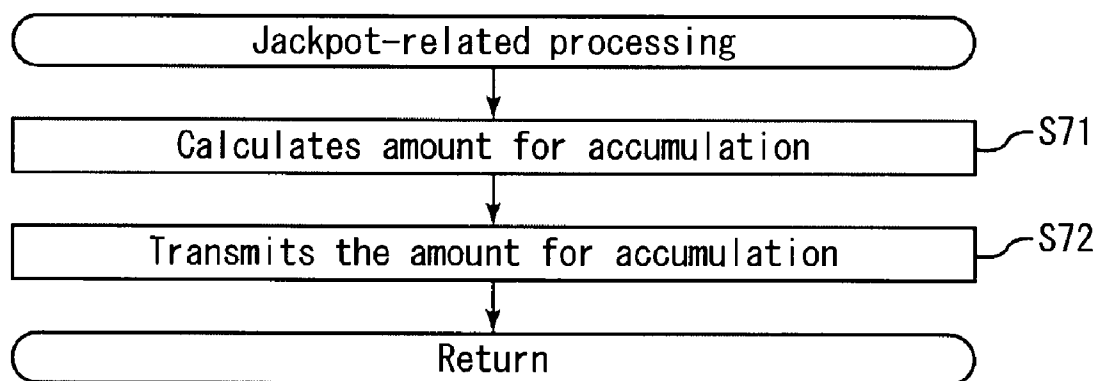 Jackpot-related processing
Calculates amount for accumulation
S71
Transmits the amount for accumulation
S72
Return